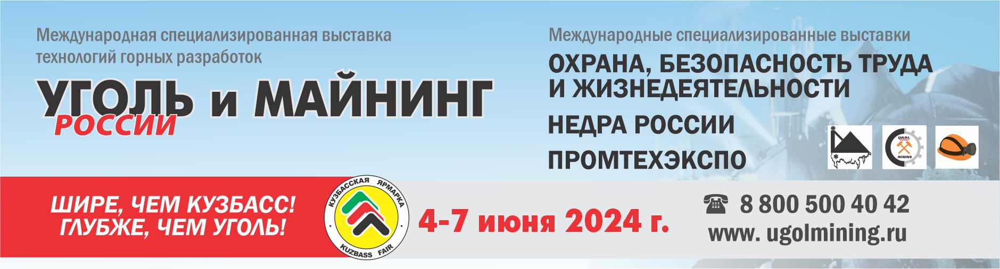 Международная специализированная выставка
технологий горных разработок
УГОЛЬ и МАЙНИНГ
РОССИИ
Международные специализированные выставки
ОХРАНА, БЕЗОПАСНОСТЬ ТРУДА
И ЖИЗНЕДЕЯТЕЛЬНОСТИ
НЕДРА РОССИИ
ПРОМТЕХЭКСПО
UGOL
ROSSII
MINING
ШИРЕ, ЧЕМ КУЗБАСС!
ГЛУБЖЕ, ЧЕМ УГОЛЬ!
КУЗБАССКАЯ ЯРМАРКА
KUZBASS FAIR
4-7 июня 2024 г.
8 800 500 40 42
www. ugolmining.ru